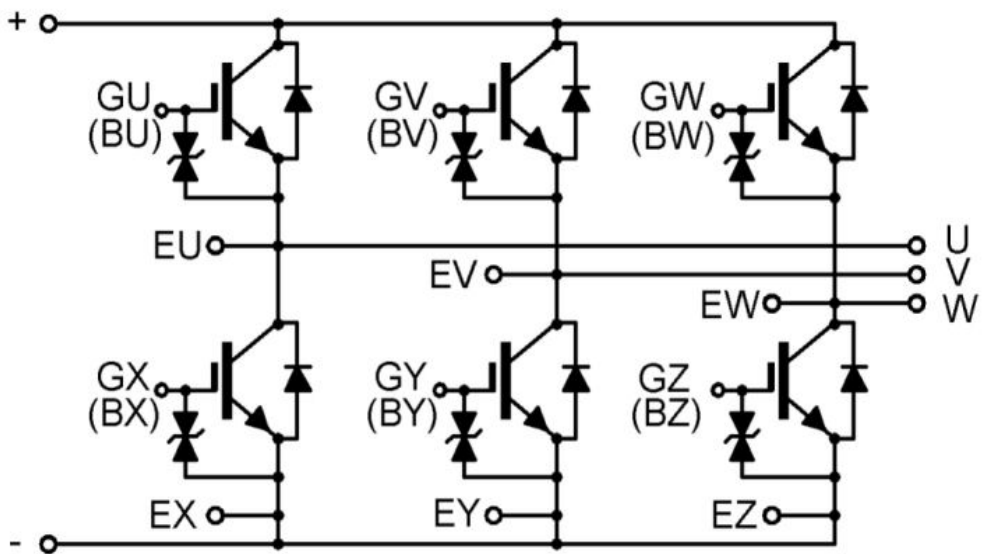 +
GU
(BU)
GV
(BV)
GW
(BW)
EU
U
EV
V
EW
W
GX
(BX)
GY
(BY)
GZ
(BZ)
EX
EY
EZ
-